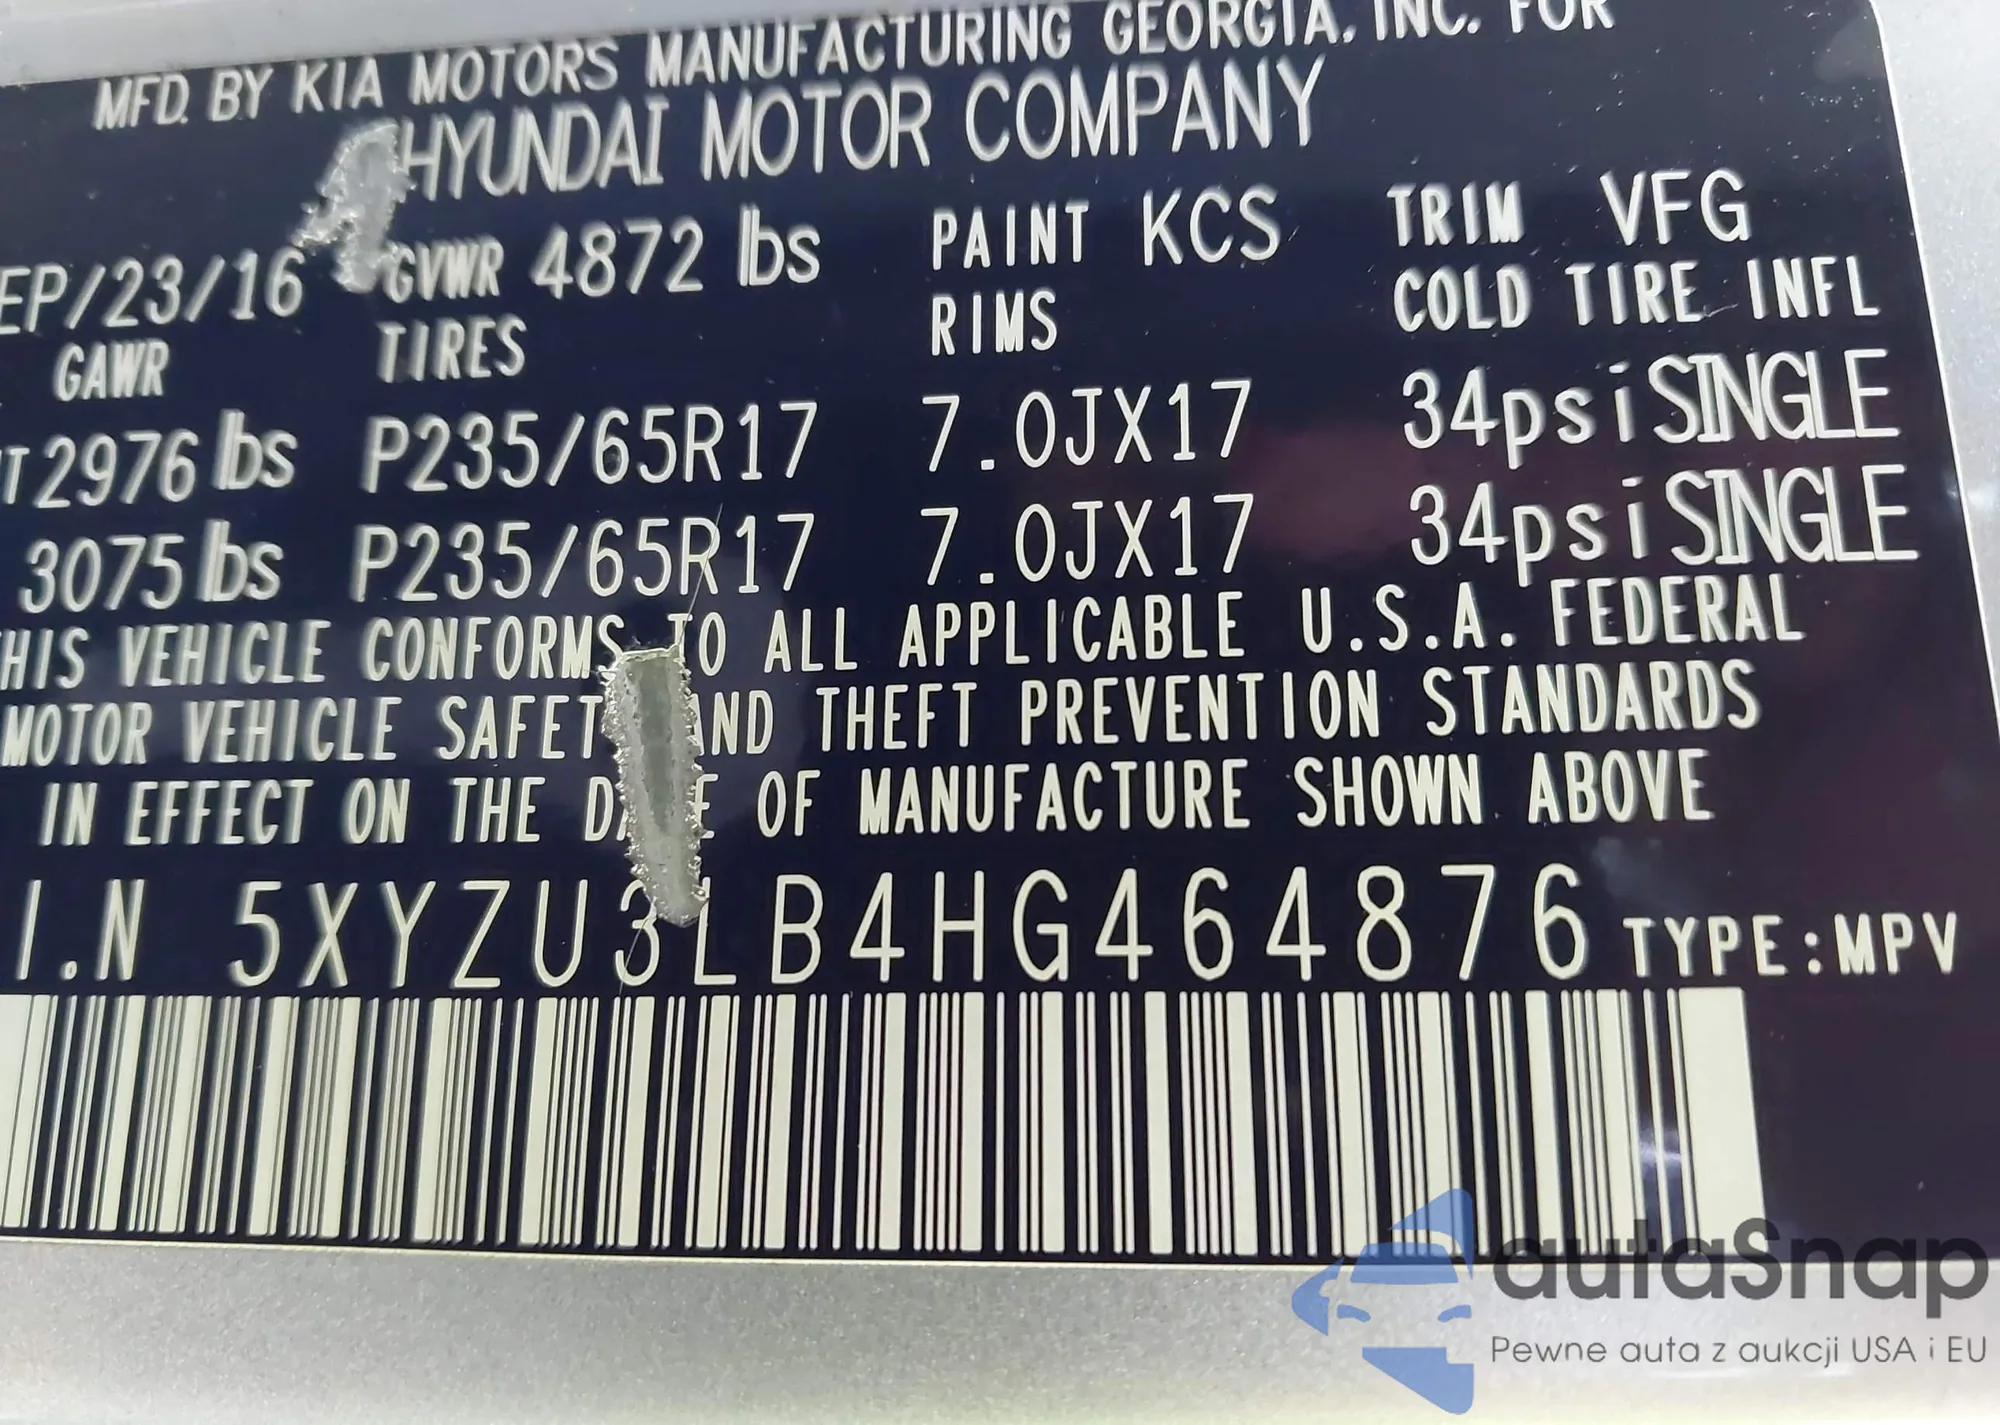 MFD. BY KIA MOTORS MANUFACTURING GEORGIA, INC. FOR
HYUNDAI MOTOR COMPANY
EP/23/16 GVWR 4872 lbs PAINT KCS TRIM VFG
GAWR TIRES RIMS COLD TIRE INFL
T 2976 lbs P235/65R17 7.0JX17 34psi SINGLE
3075 lbs P235/65R17 7.0JX17 34psi SINGLE
HIS VEHICLE CONFORMS TO ALL APPLICABLE U.S.A. FEDERAL
MOTOR VEHICLE SAFET AND THEFT PREVENTION STANDARDS
IN EFFECT ON THE DATE OF MANUFACTURE SHOWN ABOVE
I.N 5XYZU3LB4HG464876 TYPE:MPV
autaSnap
Pewne auta z aukcji USA i EU